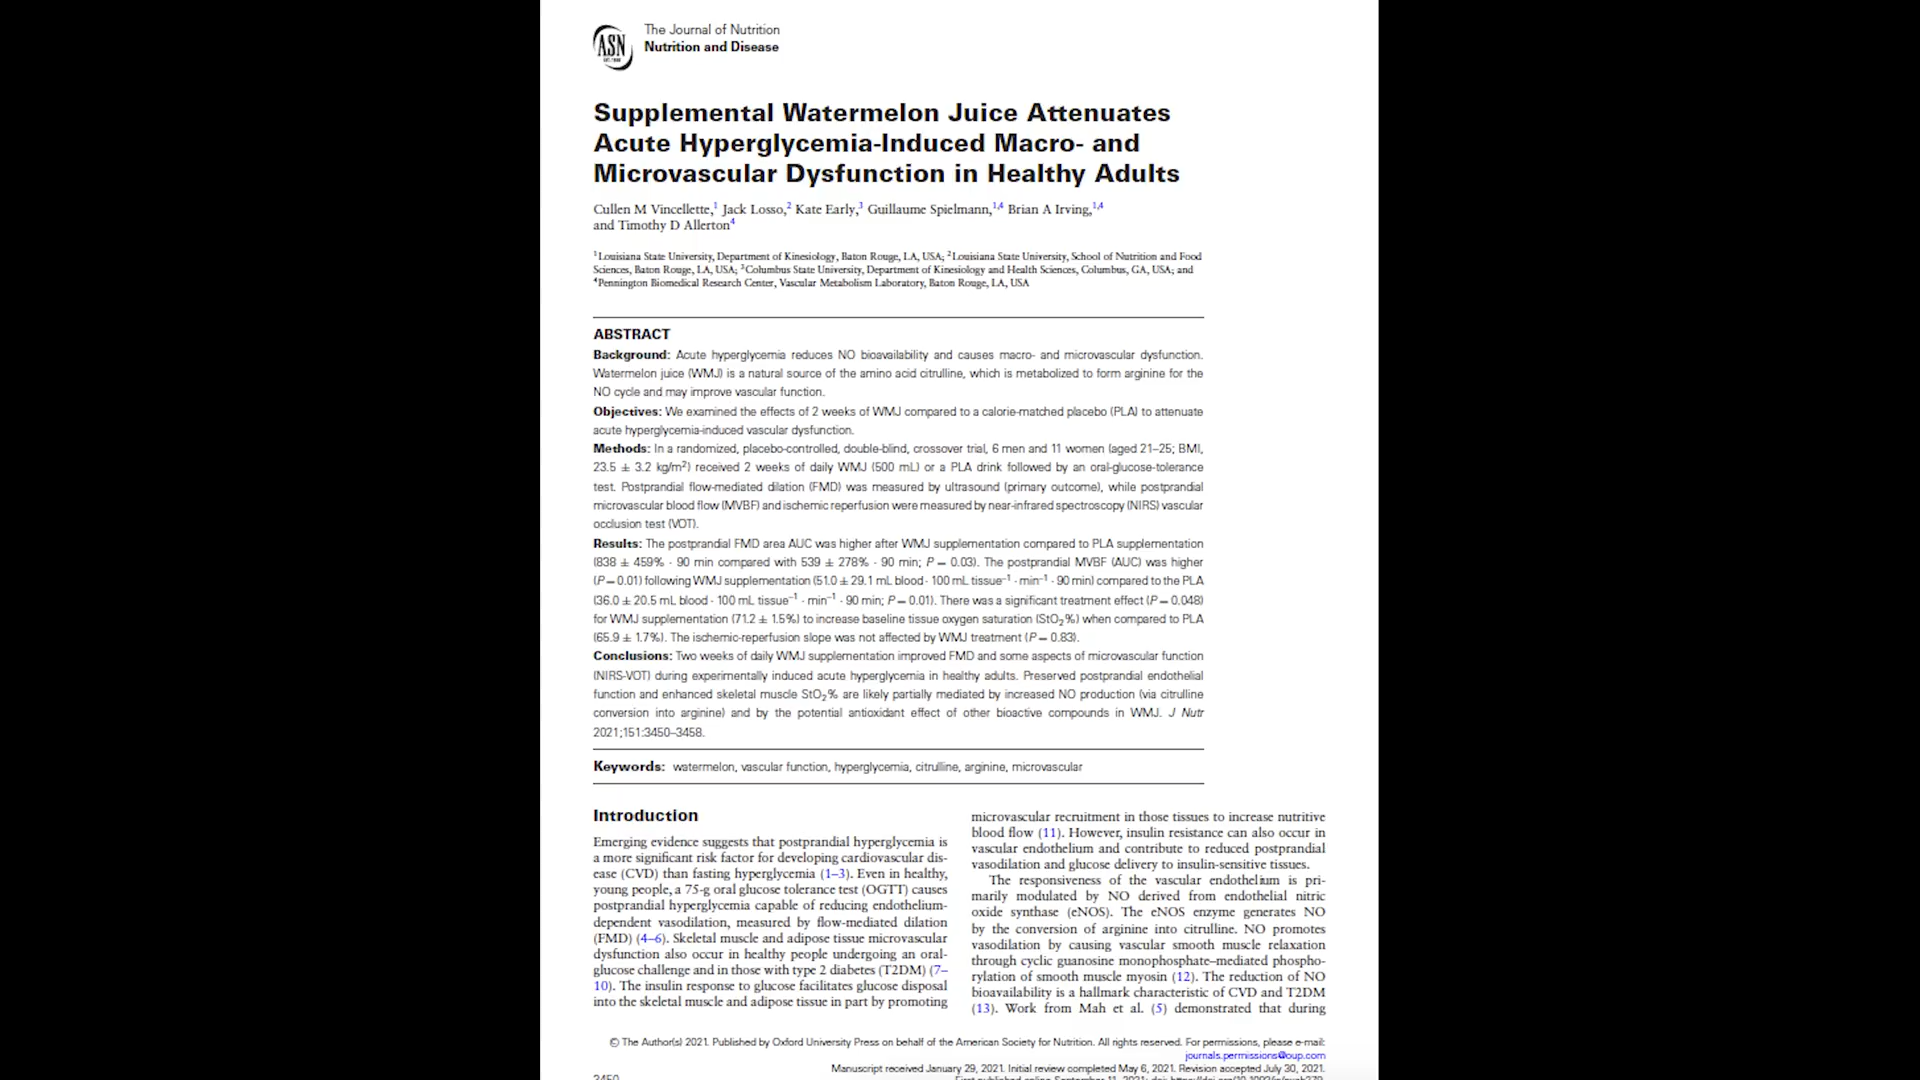 ASN
EST. 1928
The Journal of Nutrition
Nutrition and Disease
Supplemental Watermelon Juice Attenuates
Acute Hyperglycemia-Induced Macro- and
Microvascular Dysfunction in Healthy Adults
Cullen M Vincellette,1 Jack Losso,2 Kate Early,3 Guillaume Spielmann,1,4 Brian A Irving,1,4
and Timothy D Allerton4
1Louisiana State University, Department of Kinesiology, Baton Rouge, LA, USA; 2Louisiana State University, School of Nutrition and Food
Sciences, Baton Rouge, LA, USA; 3Columbus State University, Department of Kinesiology and Health Sciences, Columbus, GA, USA; and
4Pennington Biomedical Research Center, Vascular Metabolism Laboratory, Baton Rouge, LA, USA
ABSTRACT
Background: Acute hyperglycemia reduces NO bioavailability and causes macro- and microvascular dysfunction.
Watermelon juice (WMJ) is a natural source of the amino acid citrulline, which is metabolized to form arginine for the
NO cycle and may improve vascular function.
Objectives: We examined the effects of 2 weeks of WMJ compared to a calorie-matched placebo (PLA) to attenuate
acute hyperglycemia-induced vascular dysfunction.
Methods: In a randomized, placebo-controlled, double-blind, crossover trial, 6 men and 11 women (aged 21–25; BMI,
23.5 ± 3.2 kg/m2) received 2 weeks of daily WMJ (500 mL) or a PLA drink followed by an oral-glucose-tolerance
test. Postprandial flow-mediated dilation (FMD) was measured by ultrasound (primary outcome), while postprandial
microvascular blood flow (MVBF) and ischemic reperfusion were measured by near-infrared spectroscopy (NIRS) vascular
occlusion test (VOT).
Results: The postprandial FMD area AUC was higher after WMJ supplementation compared to PLA supplementation
(838 ± 459% · 90 min compared with 539 ± 278% · 90 min; P = 0.03). The postprandial MVBF (AUC) was higher
(P = 0.01) following WMJ supplementation (51.0 ± 29.1 mL blood · 100 mL tissue−1 · min−1 · 90 min) compared to the PLA
(36.0 ± 20.5 mL blood · 100 mL tissue−1 · min−1 · 90 min; P = 0.01). There was a significant treatment effect (P = 0.048)
for WMJ supplementation (71.2 ± 1.5%) to increase baseline tissue oxygen saturation (StO2%) when compared to PLA
(65.9 ± 1.7%). The ischemic-reperfusion slope was not affected by WMJ treatment (P = 0.83).
Conclusions: Two weeks of daily WMJ supplementation improved FMD and some aspects of microvascular function
(NIRS-VOT) during experimentally induced acute hyperglycemia in healthy adults. Preserved postprandial endothelial
function and enhanced skeletal muscle StO2% are likely partially mediated by increased NO production (via citrulline
conversion into arginine) and by the potential antioxidant effect of other bioactive compounds in WMJ. J Nutr
2021;151:3450–3458.
Keywords: watermelon, vascular function, hyperglycemia, citrulline, arginine, microvascular
Introduction
Emerging evidence suggests that postprandial hyperglycemia is
a more significant risk factor for developing cardiovascular dis-
ease (CVD) than fasting hyperglycemia (1–3). Even in healthy,
young people, a 75-g oral glucose tolerance test (OGTT) causes
postprandial hyperglycemia capable of reducing endothelium-
dependent vasodilation, measured by flow-mediated dilation
(FMD) (4–6). Skeletal muscle and adipose tissue microvascular
dysfunction also occur in healthy people undergoing an oral-
glucose challenge and in those with type 2 diabetes (T2DM) (7–
10). The insulin response to glucose facilitates glucose disposal
into the skeletal muscle and adipose tissue in part by promoting
microvascular recruitment in those tissues to increase nutritive
blood flow (11). However, insulin resistance can also occur in
vascular endothelium and contribute to reduced postprandial
vasodilation and glucose delivery to insulin-sensitive tissues.
The responsiveness of the vascular endothelium is pri-
marily modulated by NO derived from endothelial nitric
oxide synthase (eNOS). The eNOS enzyme generates NO
by the conversion of arginine into citrulline. NO promotes
vasodilation by causing vascular smooth muscle relaxation
through cyclic guanosine monophosphate–mediated phospho-
rylation of smooth muscle myosin (12). The reduction of NO
bioavailability is a hallmark characteristic of CVD and T2DM
(13). Work from Mah et al. (5) demonstrated that during
© The Author(s) 2021. Published by Oxford University Press on behalf of the American Society for Nutrition. All rights reserved. For permissions, please e-mail:
journals.permissions@oup.com
Manuscript received January 29, 2021. Initial review completed May 6, 2021. Revision accepted July 30, 2021.
3450
First published online September 11, 2021; doi: